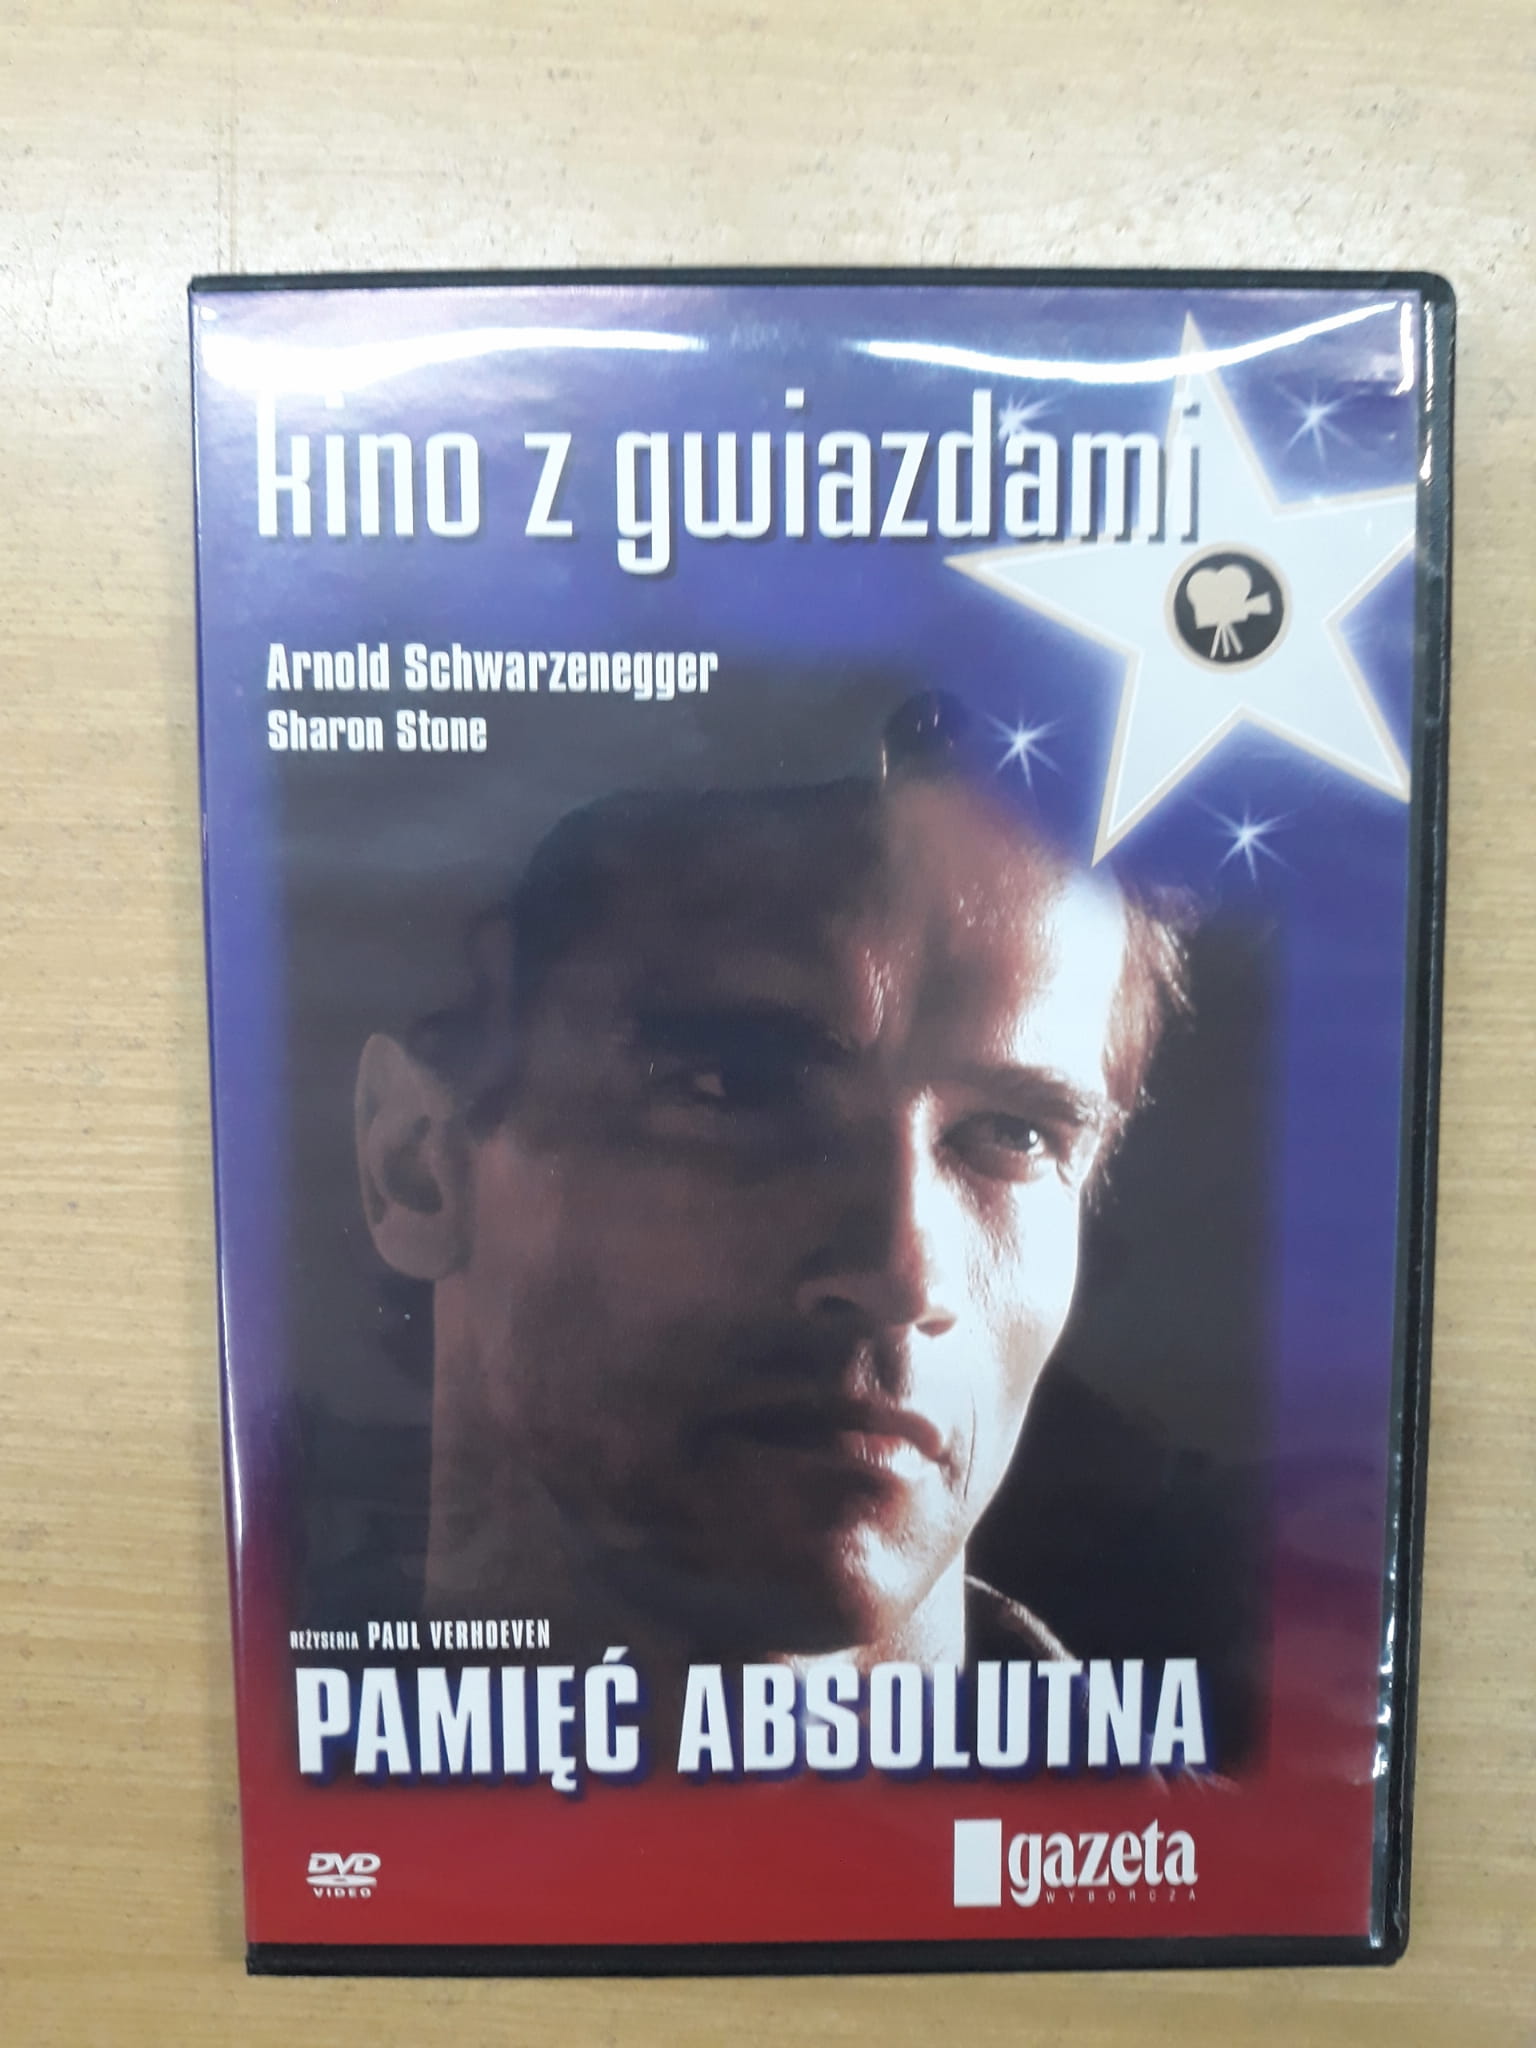 kino z gwiazdami
Arnold Schwarzenegger
Sharon Stone
REŻYSERIA PAUL VERHOEVEN
PAMIĘĆ ABSOLUTNA
DVD
VIDEO
gazeta
WYBORCZA